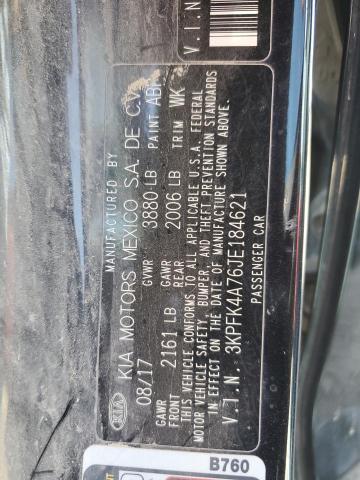 MANUFACTURED BY
KIA KIA MOTORS MEXICO S.A. DE C.V.
08/17 GVWR 3880 LB PAINT ABP
GAWR FRONT 2161 LB GAWR REAR 2006 LB TRIM WK
THIS VEHICLE CONFORMS TO ALL APPLICABLE U.S.A. FEDERAL
MOTOR VEHICLE SAFETY, BUMPER, AND THEFT PREVENTION STANDARDS
IN EFFECT ON THE DATE OF MANUFACTURE SHOWN ABOVE.
V.I.N. 3KPFK4A76JE184621
PASSENGER CAR
V.I.N
B760